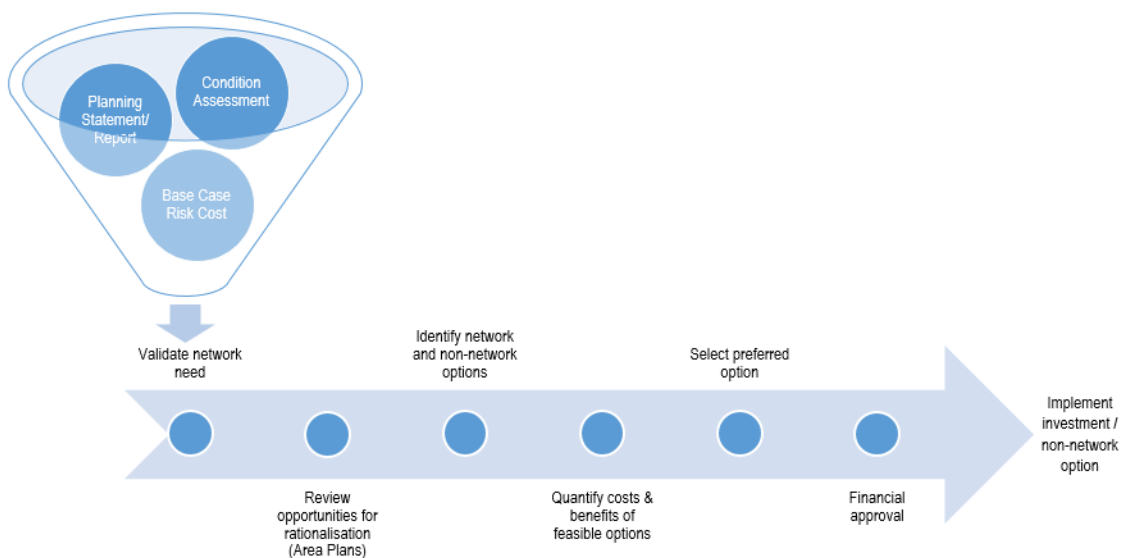 Planning
Statement/
Report
Condition
Assessment
Base Case
Risk Cost
Validate network
need
Identify network
and non-network
options
Select preferred
option
Implement
investment /
non-network
option
Review
opportunities for
rationalisation
(Area Plans)
Quantify costs &
benefits of
feasible options
Financial
approval